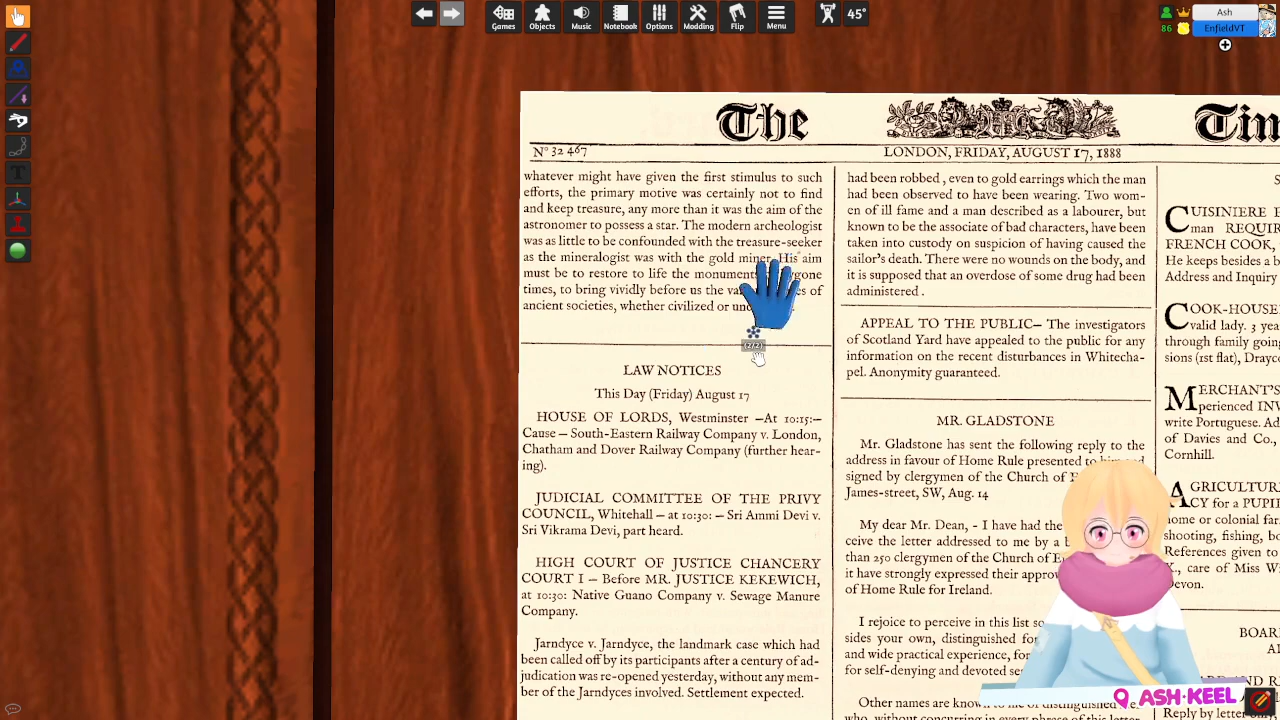 Games
Objects
Music
Notebook
Options
Modding
Flip
Menu
45°
Ash
86
EnfieldVT
The
Tim
Nº 32 467
LONDON, FRIDAY, AUGUST 17, 1888
whatever might have given the first stimulus to such
efforts, the primary motive was certainly not to find
and keep treasure, any more than it was the aim of the
astronomer to possess a star. The modern archeologist
was as little to be confounded with the treasure-seeker
as the mineralogist was with the gold miner. His aim
must be to restore to life the monuments
times, to bring vividly before us the es of
ancient societies, whether civilized or
LAW NOTICES
This Day (Friday) August 17
HOUSE OF LORDS, Westminster —At 10:15:—
Cause — South-Eastern Railway Company v. London,
Chatham and Dover Railway Company (further hear-
ing).
JUDICIAL COMMITTEE OF THE PRIVY
COUNCIL, Whitehall — at 10:30: — Sri Ammi Devi v.
Sri Vikrama Devi, part heard.
HIGH COURT OF JUSTICE CHANCERY
COURT I — Before MR. JUSTICE KEKEWICH,
at 10:30: Native Guano Company v. Sewage Manure
Company.
Jarndyce v. Jarndyce, the landmark case which had
been called off by its participants after a century of ad-
judication was re-opened yesterday, without any mem-
ber of the Jarndyces involved. Settlement expected.
had been robbed , even to gold earrings which the man
had been observed to have been wearing. Two wom-
en of ill fame and a man described as a labourer, but
known to be the associate of bad characters, have been
taken into custody on suspicion of having caused the
sailor's death. There were no wounds on the body, and
it is supposed that an overdose of some drug had been
administered .
APPEAL TO THE PUBLIC— The investigators
of Scotland Yard have appealed to the public for any
information on the recent disturbances in Whitecha-
pel. Anonymity guaranteed.
MR. GLADSTONE
Mr. Gladstone has sent the following reply to the
address in favour of Home Rule presented to him and
signed by clergymen of the Church of
James-street, SW, Aug. 14
My dear Mr. Dean, - I have had the
ceive the letter addressed to me by a
than 250 clergymen of the Church of
it have strongly expressed their
of Home Rule for Ireland.
I rejoice to perceive in this list
sides your own, distinguished
and wide practical experience,
for self-denying and devoted
Other names are
who, without concurring in every phrase of this letter,
CUISINIERE
man REQUIR
FRENCH COOK,
He keeps besides a
Address and Inquiry
COOK-HOUSE
valid lady. 3
through family going
sions (1st flat), Drayc
MERCHANT'S
perienced INV
write Portuguese. Ad
of Davies and Co.,
Cornhill.
AGRICULTUR
CY for a PUPIL
home or colonial
shooting, fishing,
References given to
care of Miss W
Devon.
BOAR
Reply by letter
ASH·KEEL